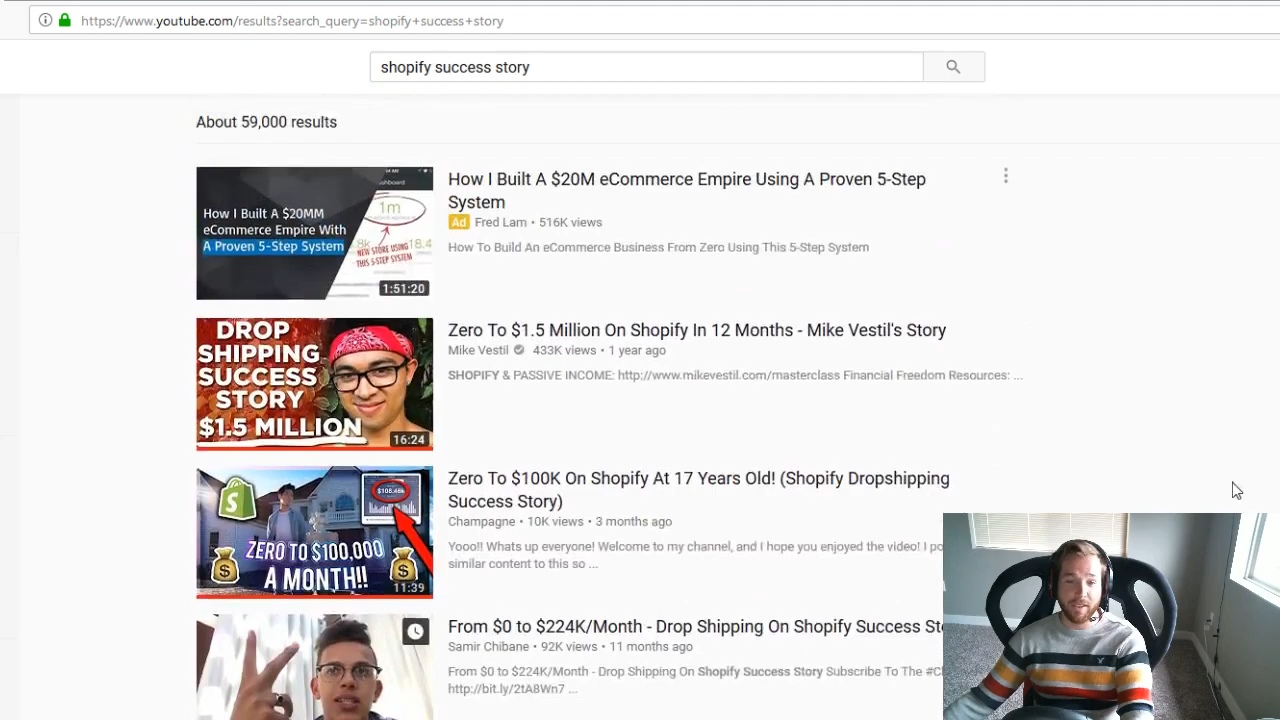 https://www.youtube.com/results?search_query=shopify+success+story
shopify success story
About 59,000 results
How I Built A $20MM
eCommerce Empire With
A Proven 5-Step System
dashboard
1m
.8k
18.4
NEW STORE USING
THIS 5-STEP SYSTEM
1:51:20
How I Built A $20M eCommerce Empire Using A Proven 5-Step
System
Ad Fred Lam • 516K views
How To Build An eCommerce Business From Zero Using This 5-Step System
DROP
SHIPPING
SUCCESS
STORY
$1.5 MILLION
16:24
Zero To $1.5 Million On Shopify In 12 Months - Mike Vestil's Story
Mike Vestil 433K views • 1 year ago
SHOPIFY & PASSIVE INCOME: http://www.mikevestil.com/masterclass Financial Freedom Resources: ...
ZERO TO $100,000
A MONTH!!
11:39
Zero To $100K On Shopify At 17 Years Old! (Shopify Dropshipping
Success Story)
Champagne • 10K views • 3 months ago
Yooo!! Whats up everyone! Welcome to my channel, and I hope you enjoyed the video! I po
similar content to this so ...
From $0 to $224K/Month - Drop Shipping On Shopify Success Sto
Samir Chibane • 92K views • 11 months ago
From $0 to $224K/Month - Drop Shipping On Shopify Success Story Subscribe To The #Cl
http://bit.ly/2tA8Wn7 ...